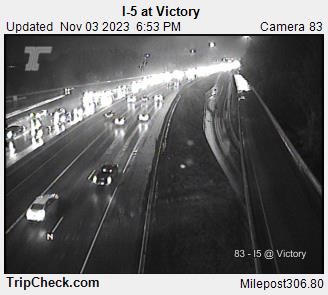 I-5 at Victory
Updated Nov 03 2023 6:53 PM Camera 83
N
83 - I5 @ Victory
TripCheck.com Milepost306.80